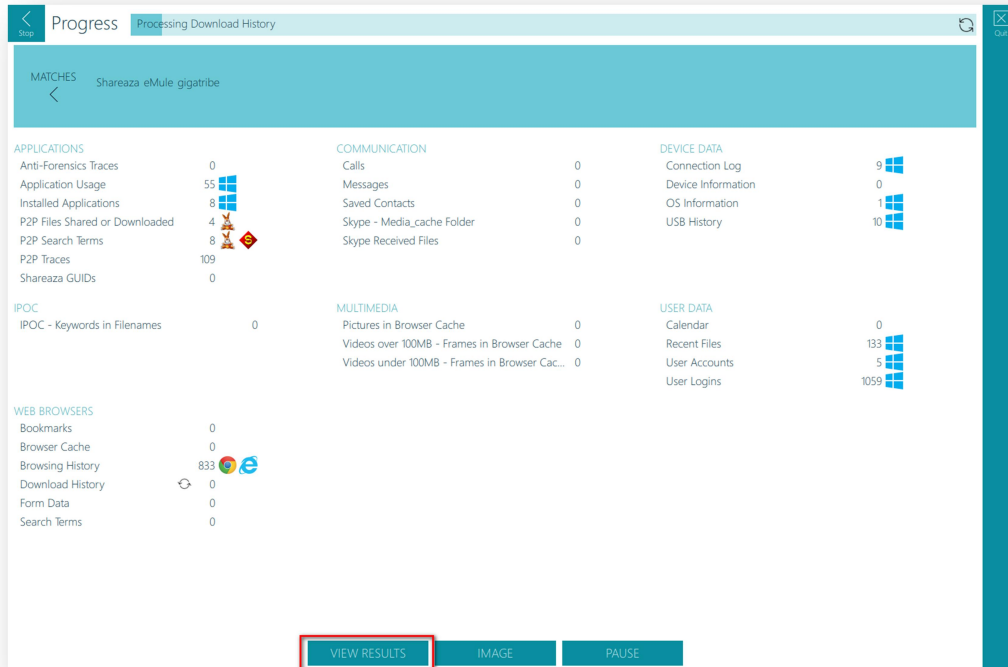 Stop
Progress
Processing Download History
Quit
MATCHES
Shareaza eMule gigatribe
APPLICATIONS
Anti-Forensics Traces 0
Application Usage 55
Installed Applications 8
P2P Files Shared or Downloaded 4
P2P Search Terms 8
P2P Traces 109
Shareaza GUIDs 0
COMMUNICATION
Calls 0
Messages 0
Saved Contacts 0
Skype - Media_cache Folder 0
Skype Received Files 0
DEVICE DATA
Connection Log 9
Device Information 0
OS Information 1
USB History 10
IPOC
IPOC - Keywords in Filenames 0
MULTIMEDIA
Pictures in Browser Cache 0
Videos over 100MB - Frames in Browser Cache 0
Videos under 100MB - Frames in Browser Cac... 0
USER DATA
Calendar 0
Recent Files 133
User Accounts 5
User Logins 1059
WEB BROWSERS
Bookmarks 0
Browser Cache 0
Browsing History 833
Download History 0
Form Data 0
Search Terms 0
VIEW RESULTS
IMAGE
PAUSE